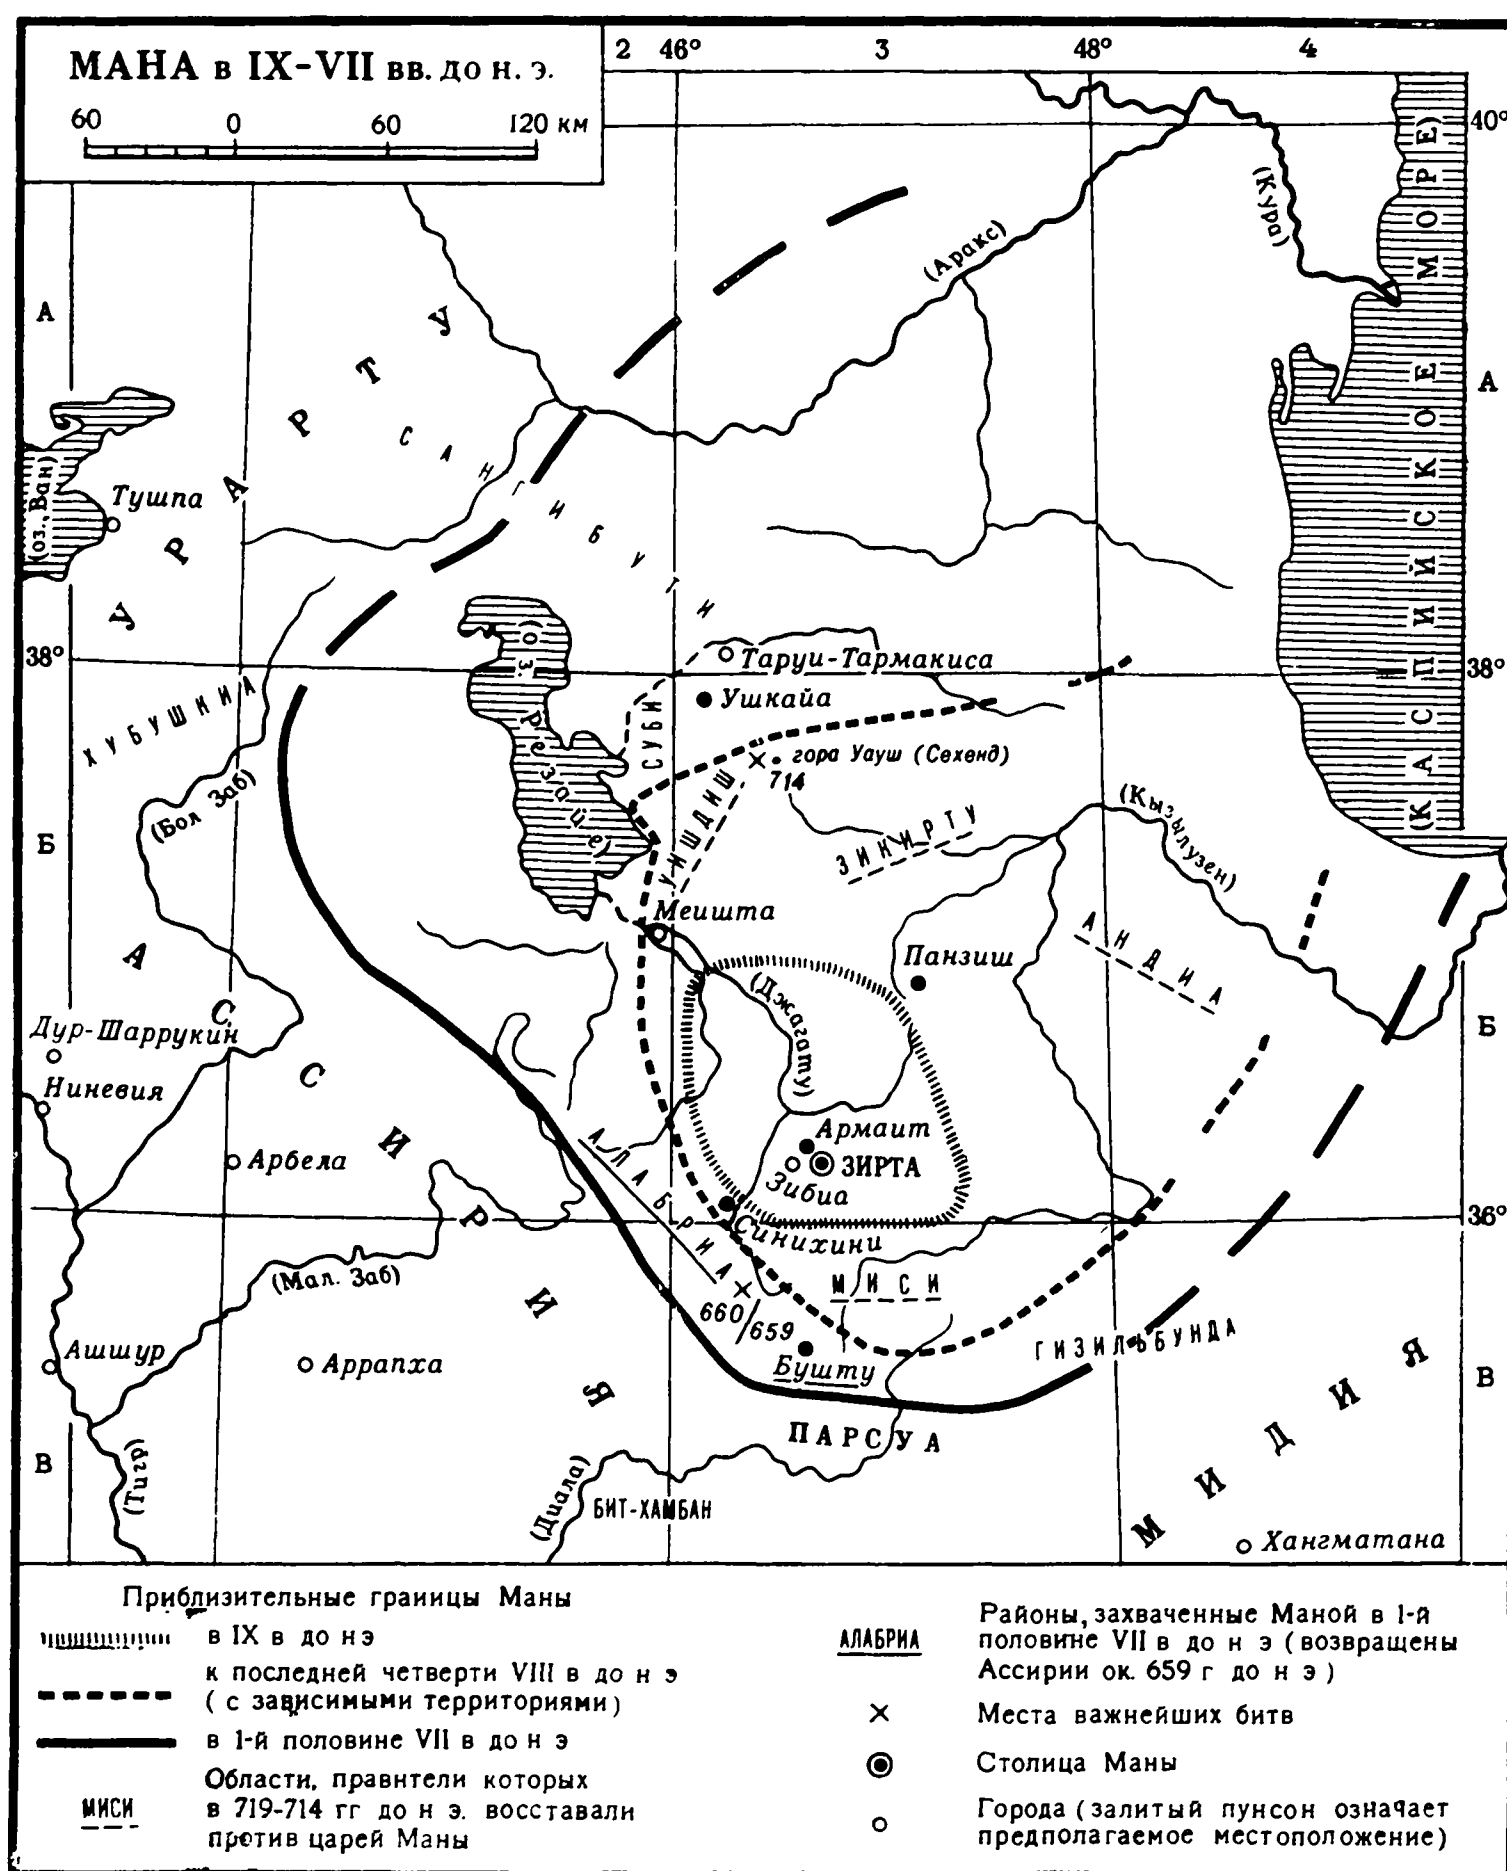 МАНА в IX-VII вв. до н. э.
60 0 60 120 км
2 46° 3 48° 4
40°
(Кура)
(Аракс)
(КАСПИЙСКОЕ МОРЕ)
А
А
УРАРТУ
САНГИБУТИ
(оз. Ван)
Тушпа
38°
38°
(оз. Резайе)
Таруи-Тармакиса
Ушкайа
СУБИ
ХУБУШКИА
гора Уауш (Сехенд)
714
УИШДИШ
(Бол Заб)
(Кызылузен)
ЗИКИРТУ
Б
Меишта
АНДИА
Панзиш
(Джагату)
Б
АССИРИЯ
Дур-Шаррукин
Ниневия
Армаит
Арбела
ЗИРТА
Зибиа
АЛАБРИА
Синихини
36°
(Мал. Заб)
МИСИ
660/659
ГИЗИЛЬБУНДА
Ашшур
Аррапха
Бушту
В
МИДИЯ
ПАРСУА
В
(Тигр)
(Диала)
БИТ-ХАМБАН
Хангматана
Приблизительные граиицы Маны
в IX в до н э
к последней четверти VIII в до н э
( с зависимыми территориями)
в 1-й половине VII в до н э
МИСИ
Области, правители которых
в 719-714 гг до н э. восставали
против царей Маны
АЛАБРИА
Районы, захваченные Маной в 1-й
половине VII в до н э ( возвращены
Ассирии ок. 659 г до н э )
Места важнейших битв
Столица Маны
Города ( залитый пунсон означает
предполагаемое местоположение)